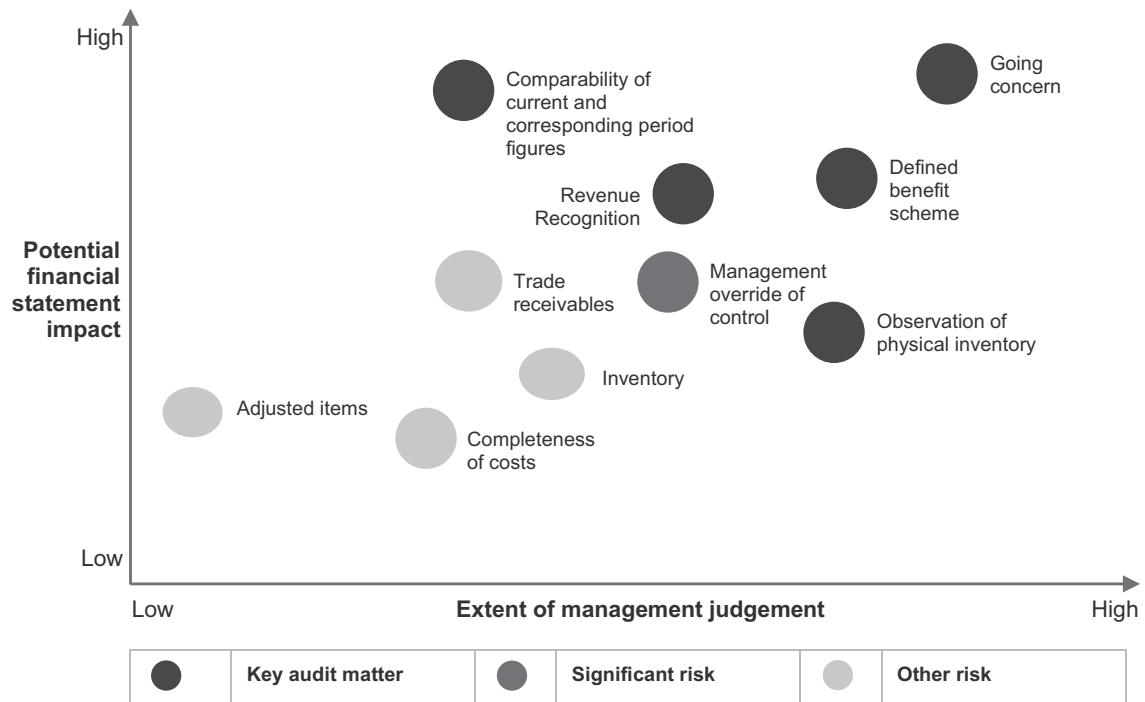 High
Comparability of
current and
corresponding period
figures
Going
concern
Revenue
Recognition
Defined
benefit
scheme
Potential
financial
statement
impact
Trade
receivables
Management
override of
control
Observation of
physical inventory
Inventory
Adjusted items
Completeness
of costs
Low
Low
Extent of management judgement
High
Key audit matter
Significant risk
Other risk